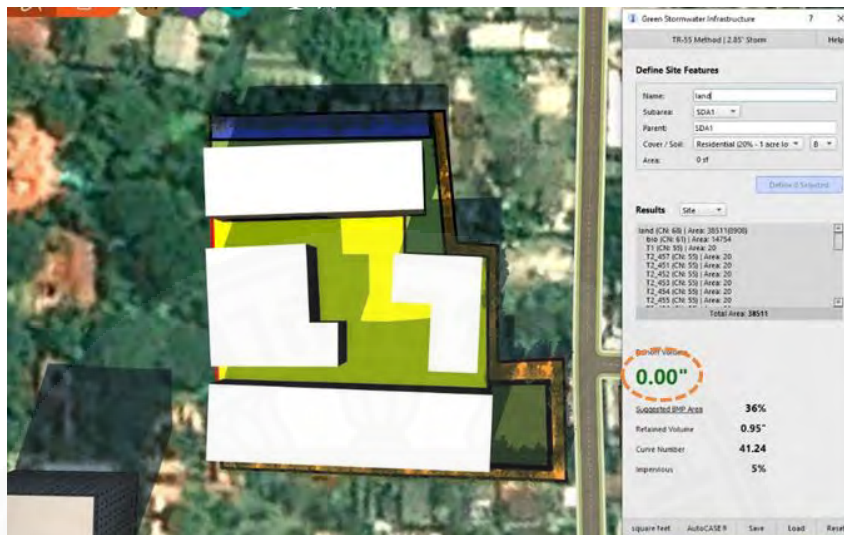 Green Stormwater Infrastructure ? X
TR-55 Method | 2.85" Storm Help
Define Site Features
Name: land
Subarea: SDA1
Parent: SDA1
Cover / Soil: Residential (20% - 1 acre lo B
Area: 0 sf
Define 0 Selected
Results Site
land (CN: 68) | Area: 38511(8908)
bio (CN: 61) | Area: 14754
T1 (CN: 55) | Area: 20
T2_457 (CN: 55) | Area: 20
T2_451 (CN: 55) | Area: 20
T2_452 (CN: 55) | Area: 20
T2_453 (CN: 55) | Area: 20
T2_454 (CN: 55) | Area: 20
T2_455 (CN: 55) | Area: 20
Total Area: 38511
Runoff Volume
0.00"
Suggested BMP Area 36%
Retained Volume 0.95"
Curve Number 41.24
Impervious 5%
square feet AutoCASE® Save Load Reset